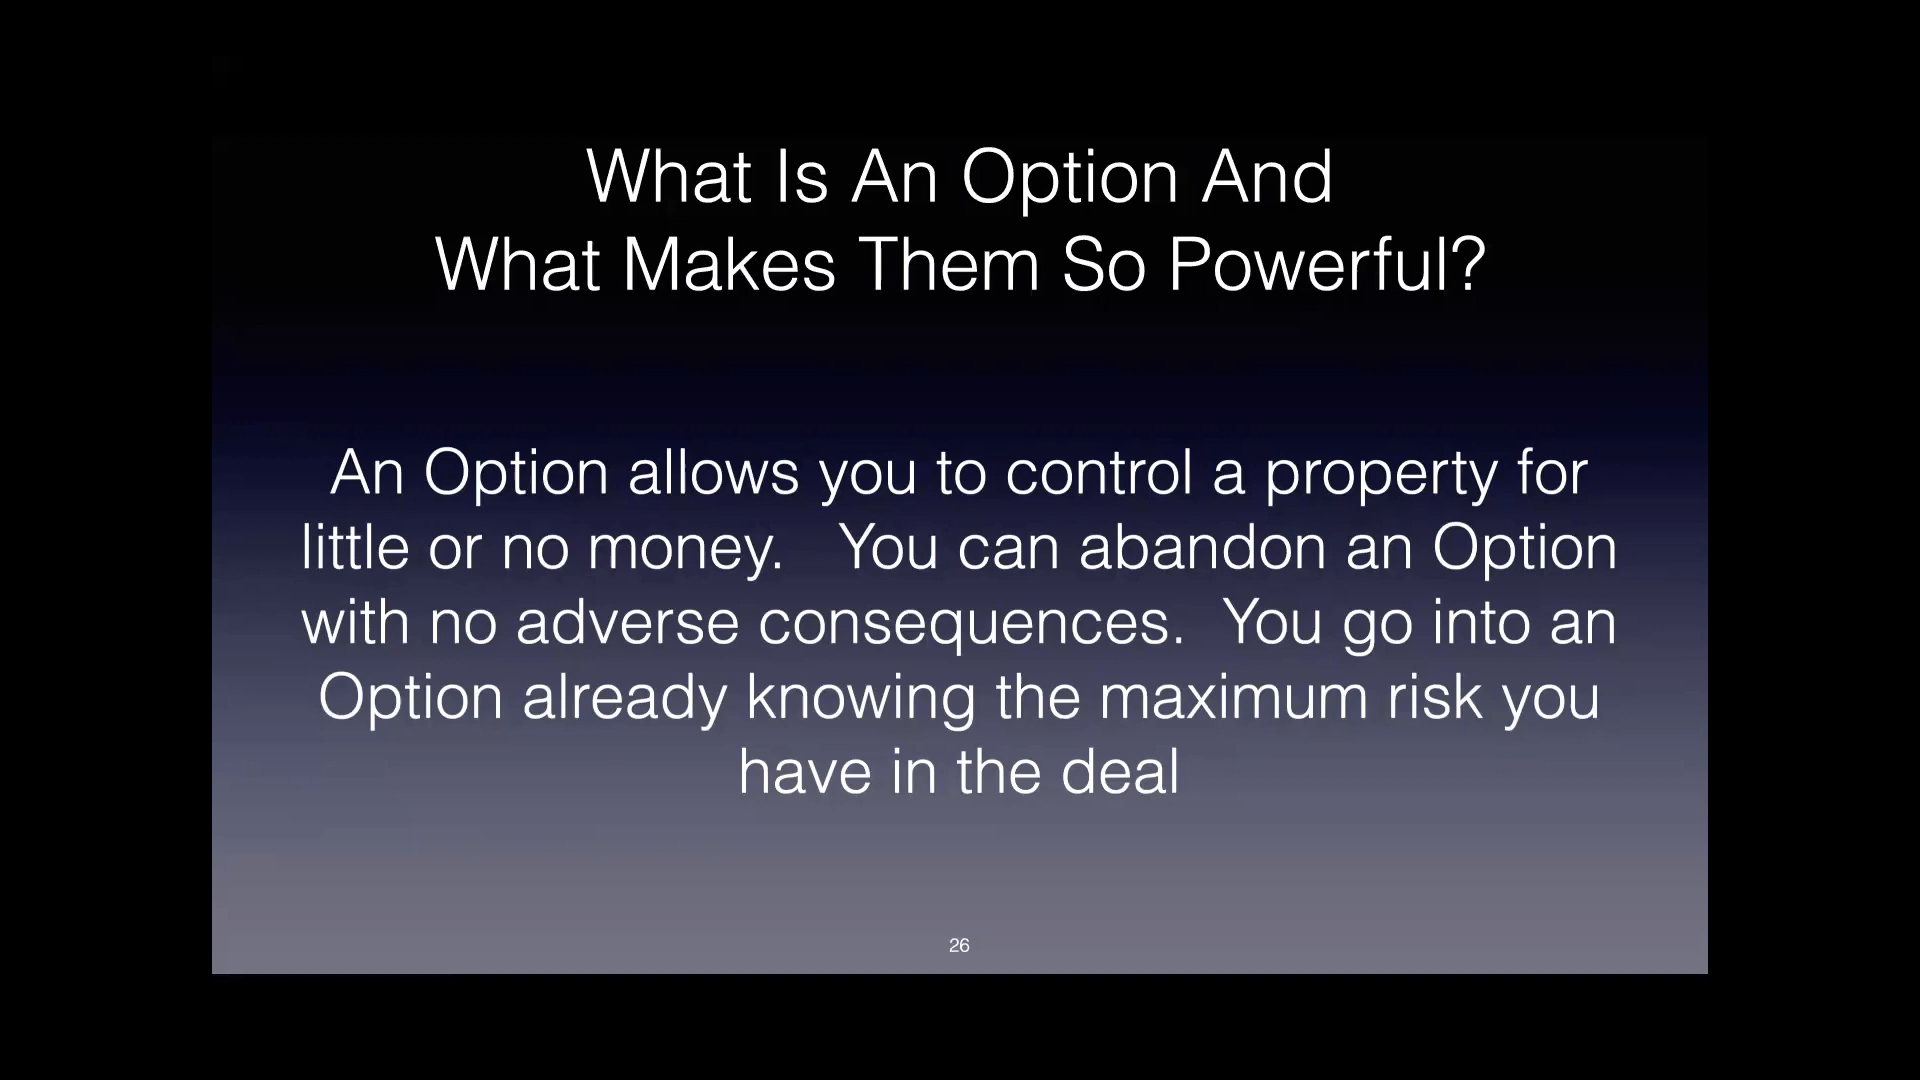 What Is An Option And
What Makes Them So Powerful?
An Option allows you to control a property for
little or no money.   You can abandon an Option
with no adverse consequences.  You go into an
Option already knowing the maximum risk you
have in the deal
26